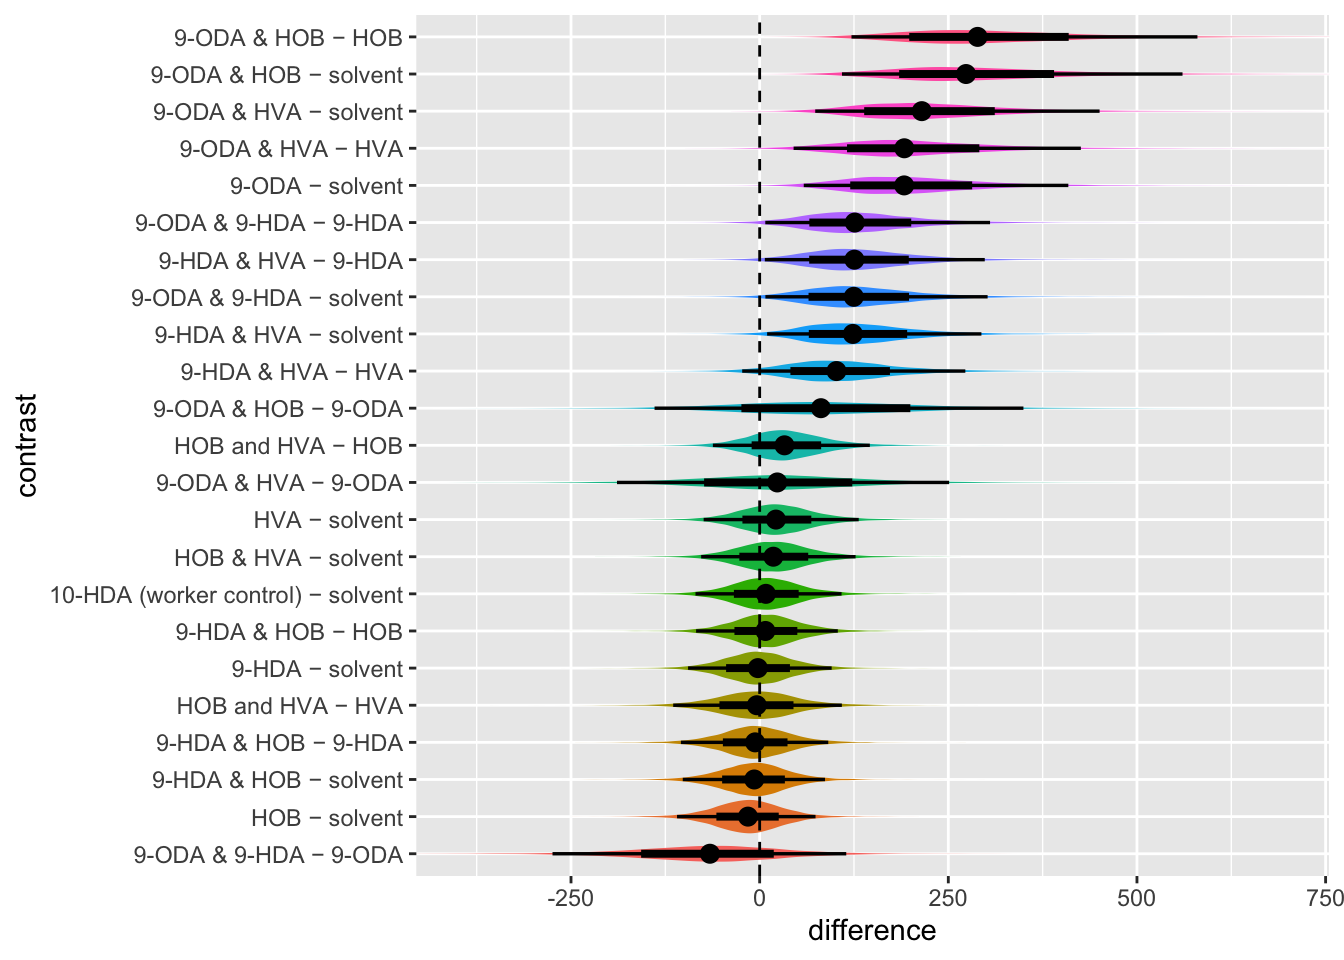 contrast
9-ODA & HOB − HOB
9-ODA & HOB − solvent
9-ODA & HVA − solvent
9-ODA & HVA − HVA
9-ODA − solvent
9-ODA & 9-HDA − 9-HDA
9-HDA & HVA − 9-HDA
9-ODA & 9-HDA − solvent
9-HDA & HVA − solvent
9-HDA & HVA − HVA
9-ODA & HOB − 9-ODA
HOB and HVA − HOB
9-ODA & HVA − 9-ODA
HVA − solvent
HOB & HVA − solvent
10-HDA (worker control) − solvent
9-HDA & HOB − HOB
9-HDA − solvent
HOB and HVA − HVA
9-HDA & HOB − 9-HDA
9-HDA & HOB − solvent
HOB − solvent
9-ODA & 9-HDA − 9-ODA
-250 0 250 500 750
difference